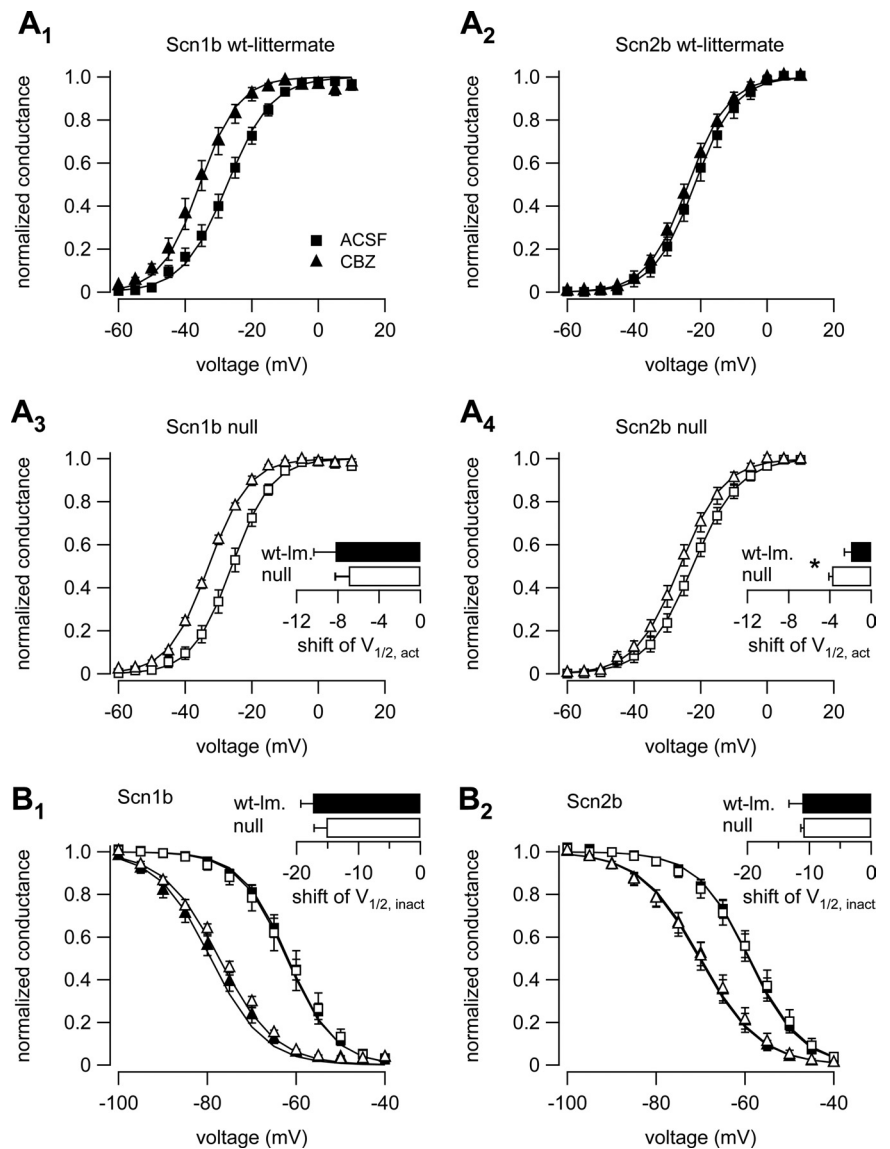 A1
Scn1b wt-littermate
normalized conductance
1.0
0.8
0.6
0.4
0.2
0
ACSF
CBZ
-60
-40
-20
0
20
voltage (mV)
A2
Scn2b wt-littermate
normalized conductance
1.0
0.8
0.6
0.4
0.2
0
-60
-40
-20
0
20
voltage (mV)
A3
Scn1b null
normalized conductance
1.0
0.8
0.6
0.4
0.2
0
wt-lm.
null
-12
-8
-4
0
shift of V1/2, act
-60
-40
-20
0
20
voltage (mV)
A4
Scn2b null
normalized conductance
1.0
0.8
0.6
0.4
0.2
0
wt-lm.
null
*
-12
-8
-4
0
shift of V1/2, act
-60
-40
-20
0
20
voltage (mV)
B1
Scn1b
wt-lm.
null
-20
-10
0
shift of V1/2, inact
normalized conductance
1.0
0.8
0.6
0.4
0.2
0
-100
-80
-60
-40
voltage (mV)
B2
Scn2b
wt-lm.
null
-20
-10
0
shift of V1/2, inact
normalized conductance
1.0
0.8
0.6
0.4
0.2
0
-100
-80
-60
-40
voltage (mV)